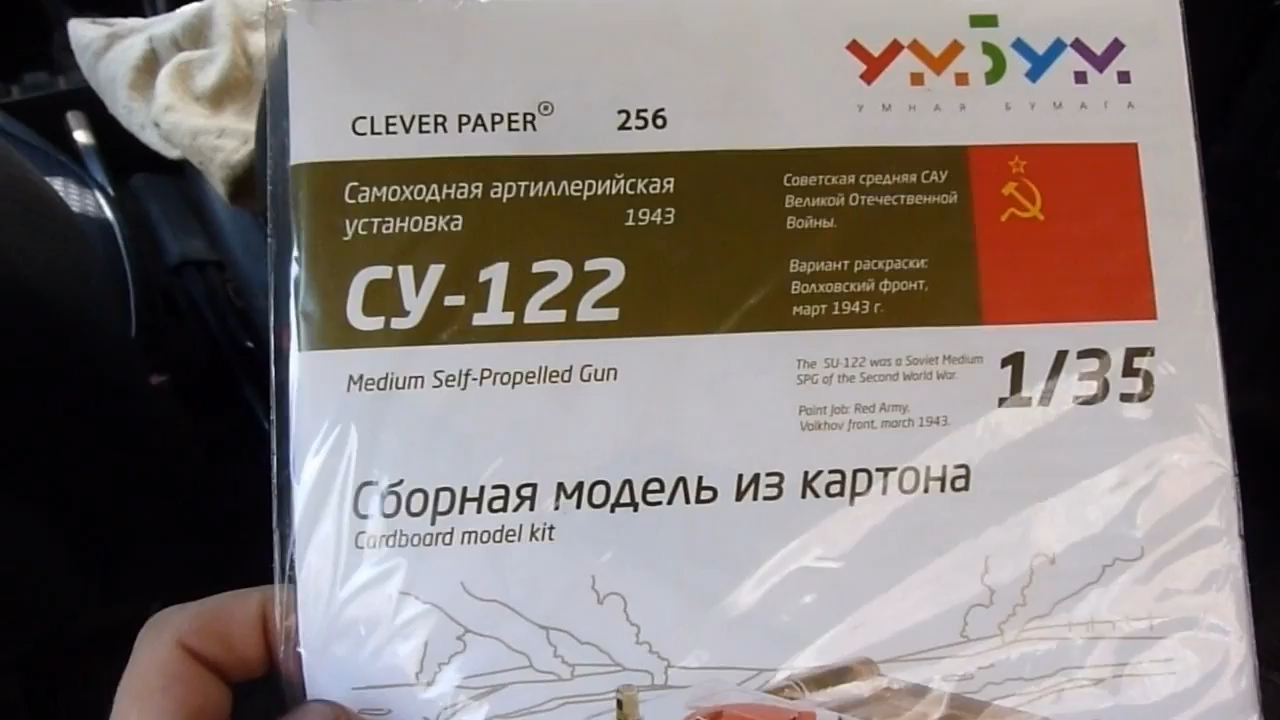 умбум
УМНАЯ БУМАГА
CLEVER PAPER® 256
Самоходная артиллерийская
установка 1943
СУ-122
Советская средняя САУ
Великой Отечественной
Войны.
Вариант раскраски:
Волховский фронт,
март 1943 г.
Medium Self-Propelled Gun
The SU-122 was a Soviet Medium
SPG of the Second World War.
Paint Job: Red Army,
Volkhov front, march 1943.
1/35
Сборная модель из картона
Cardboard model kit